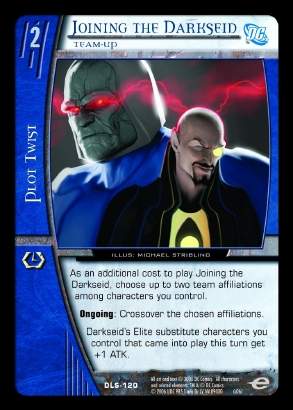 2
JOINING THE DARKSEID
TEAM-UP
DC
PLOT TWIST
ILLUS: MICHAEL STRIBLING
As an additional cost to play Joining the
Darkseid, choose up to two team affiliations
among characters you control.
Ongoing: Crossover the chosen affiliations.
Darkseid's Elite substitute characters you
control that came into play this turn get
+1 ATK.
DLS-120